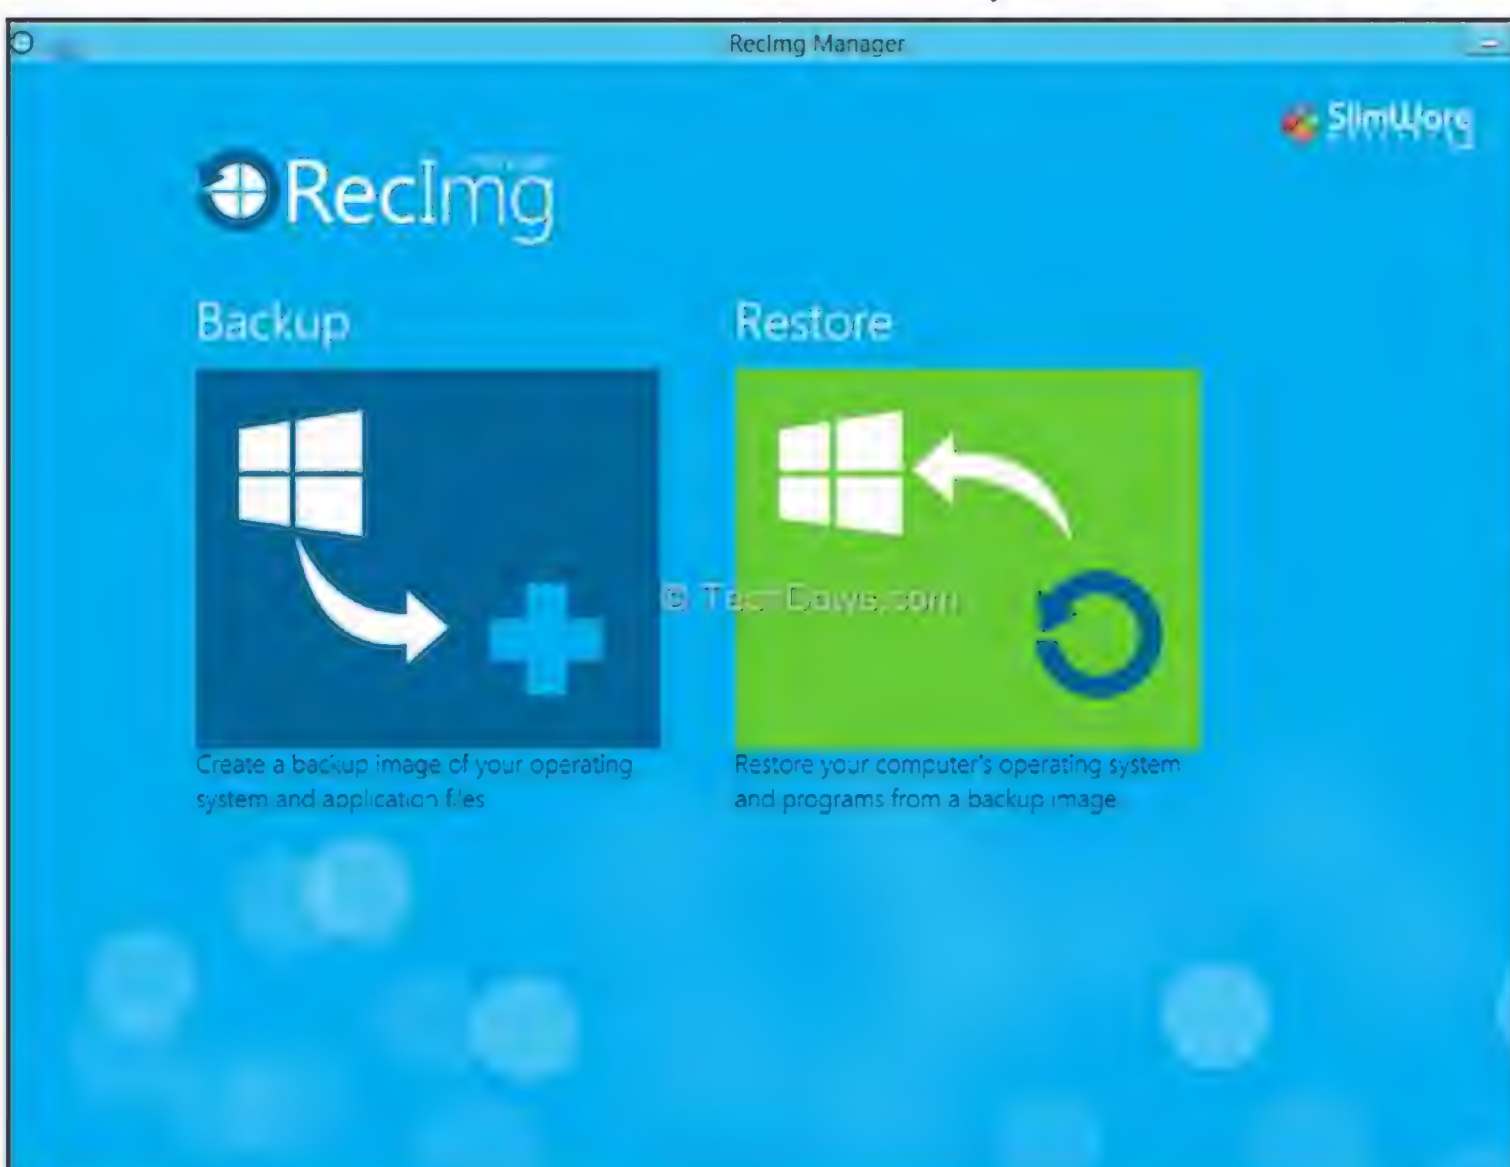 RecImg Manager
RecImg
Backup
Restore
© TechDows.com
Create a backup image of your operating
system and application files
Restore your computer's operating system
and programs from a backup image